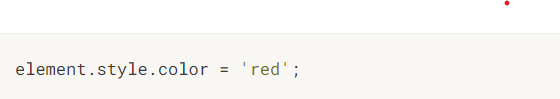 element.style.color = 'red';